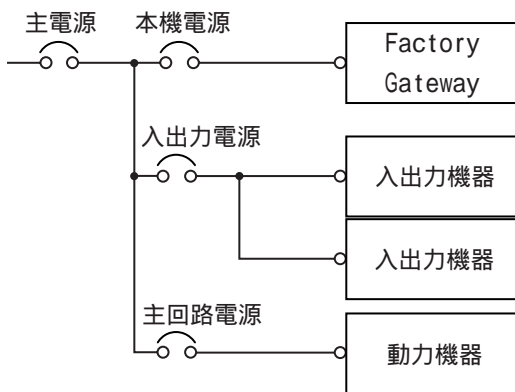 主電源
本機電源
Factory
Gateway
入出力電源
入出力機器
入出力機器
主回路電源
動力機器